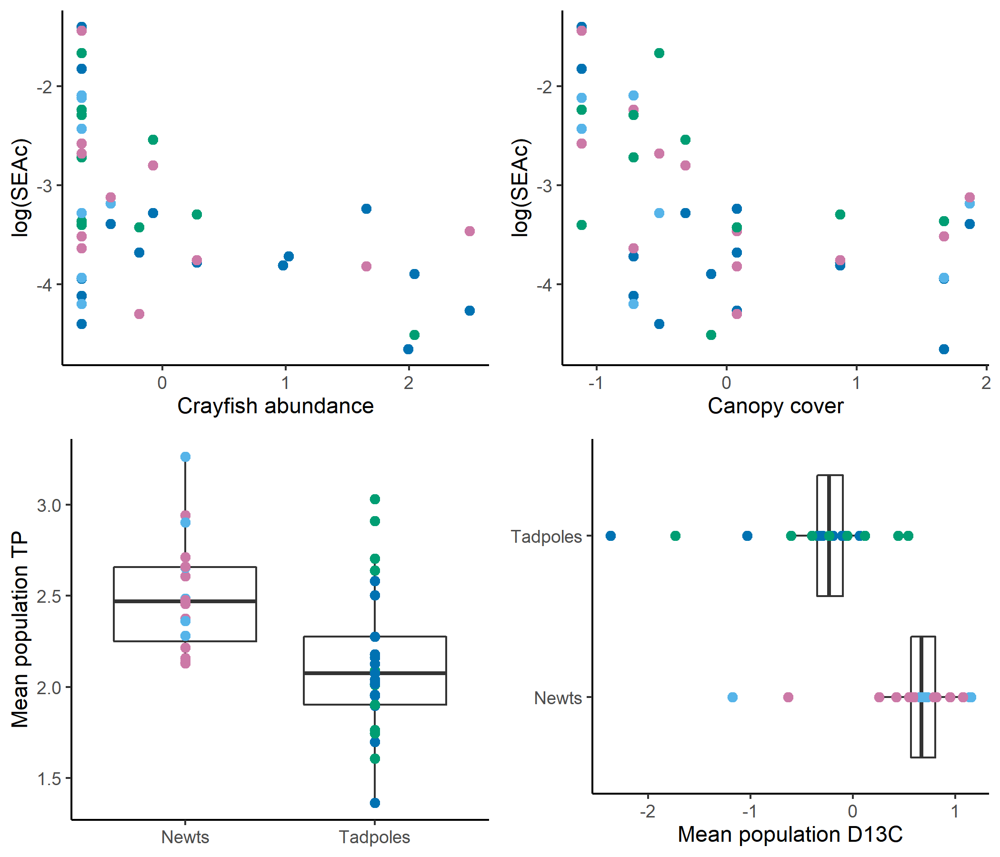 log(SEAc)
-2
-3
-4
0 1 2
Crayfish abundance
log(SEAc)
-2
-3
-4
-1 0 1 2
Canopy cover
Mean population TP
3.0
2.5
2.0
1.5
Newts Tadpoles
Tadpoles
Newts
-2 -1 0 1
Mean population D13C